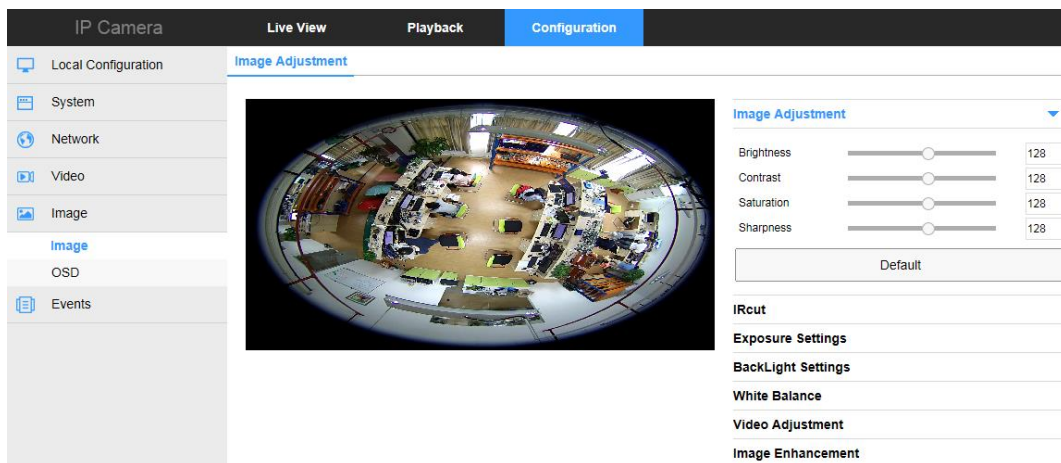 IP Camera Live View Playback Configuration
Local Configuration
System
Network
Video
Image
Image
OSD
Events
Image Adjustment
Image Adjustment
Brightness 128
Contrast 128
Saturation 128
Sharpness 128
Default
IRcut
Exposure Settings
BackLight Settings
White Balance
Video Adjustment
Image Enhancement